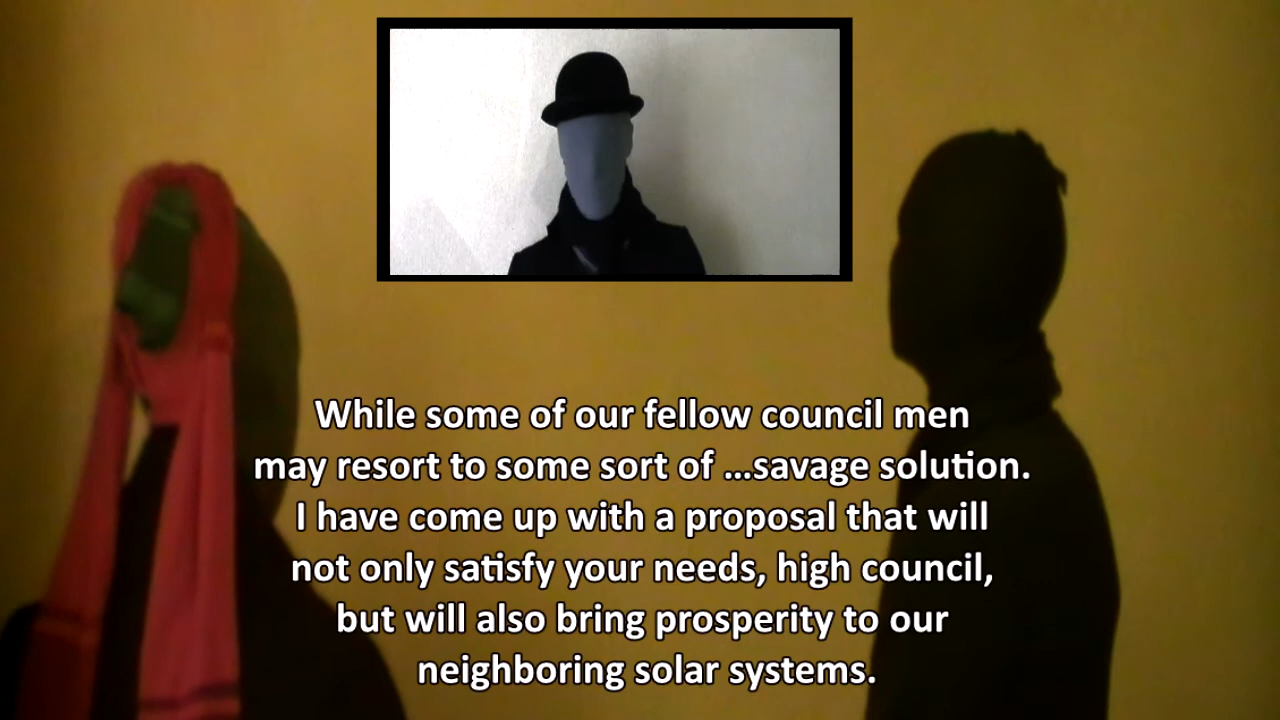 While some of our fellow council men
may resort to some sort of ...savage solution.
I have come up with a proposal that will
not only satisfy your needs, high council,
but will also bring prosperity to our
neighboring solar systems.